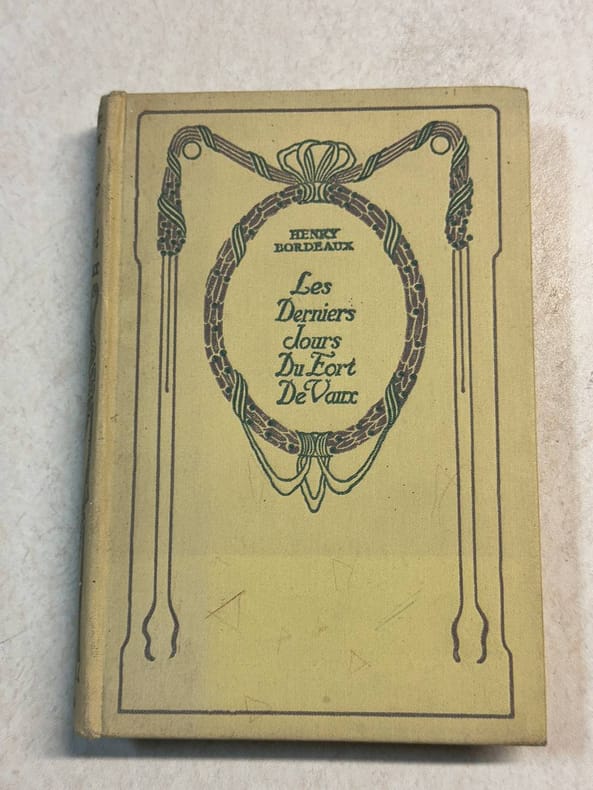 HENRY
BORDEAUX
Les
Derniers
Jours
Du Fort
De Vaux